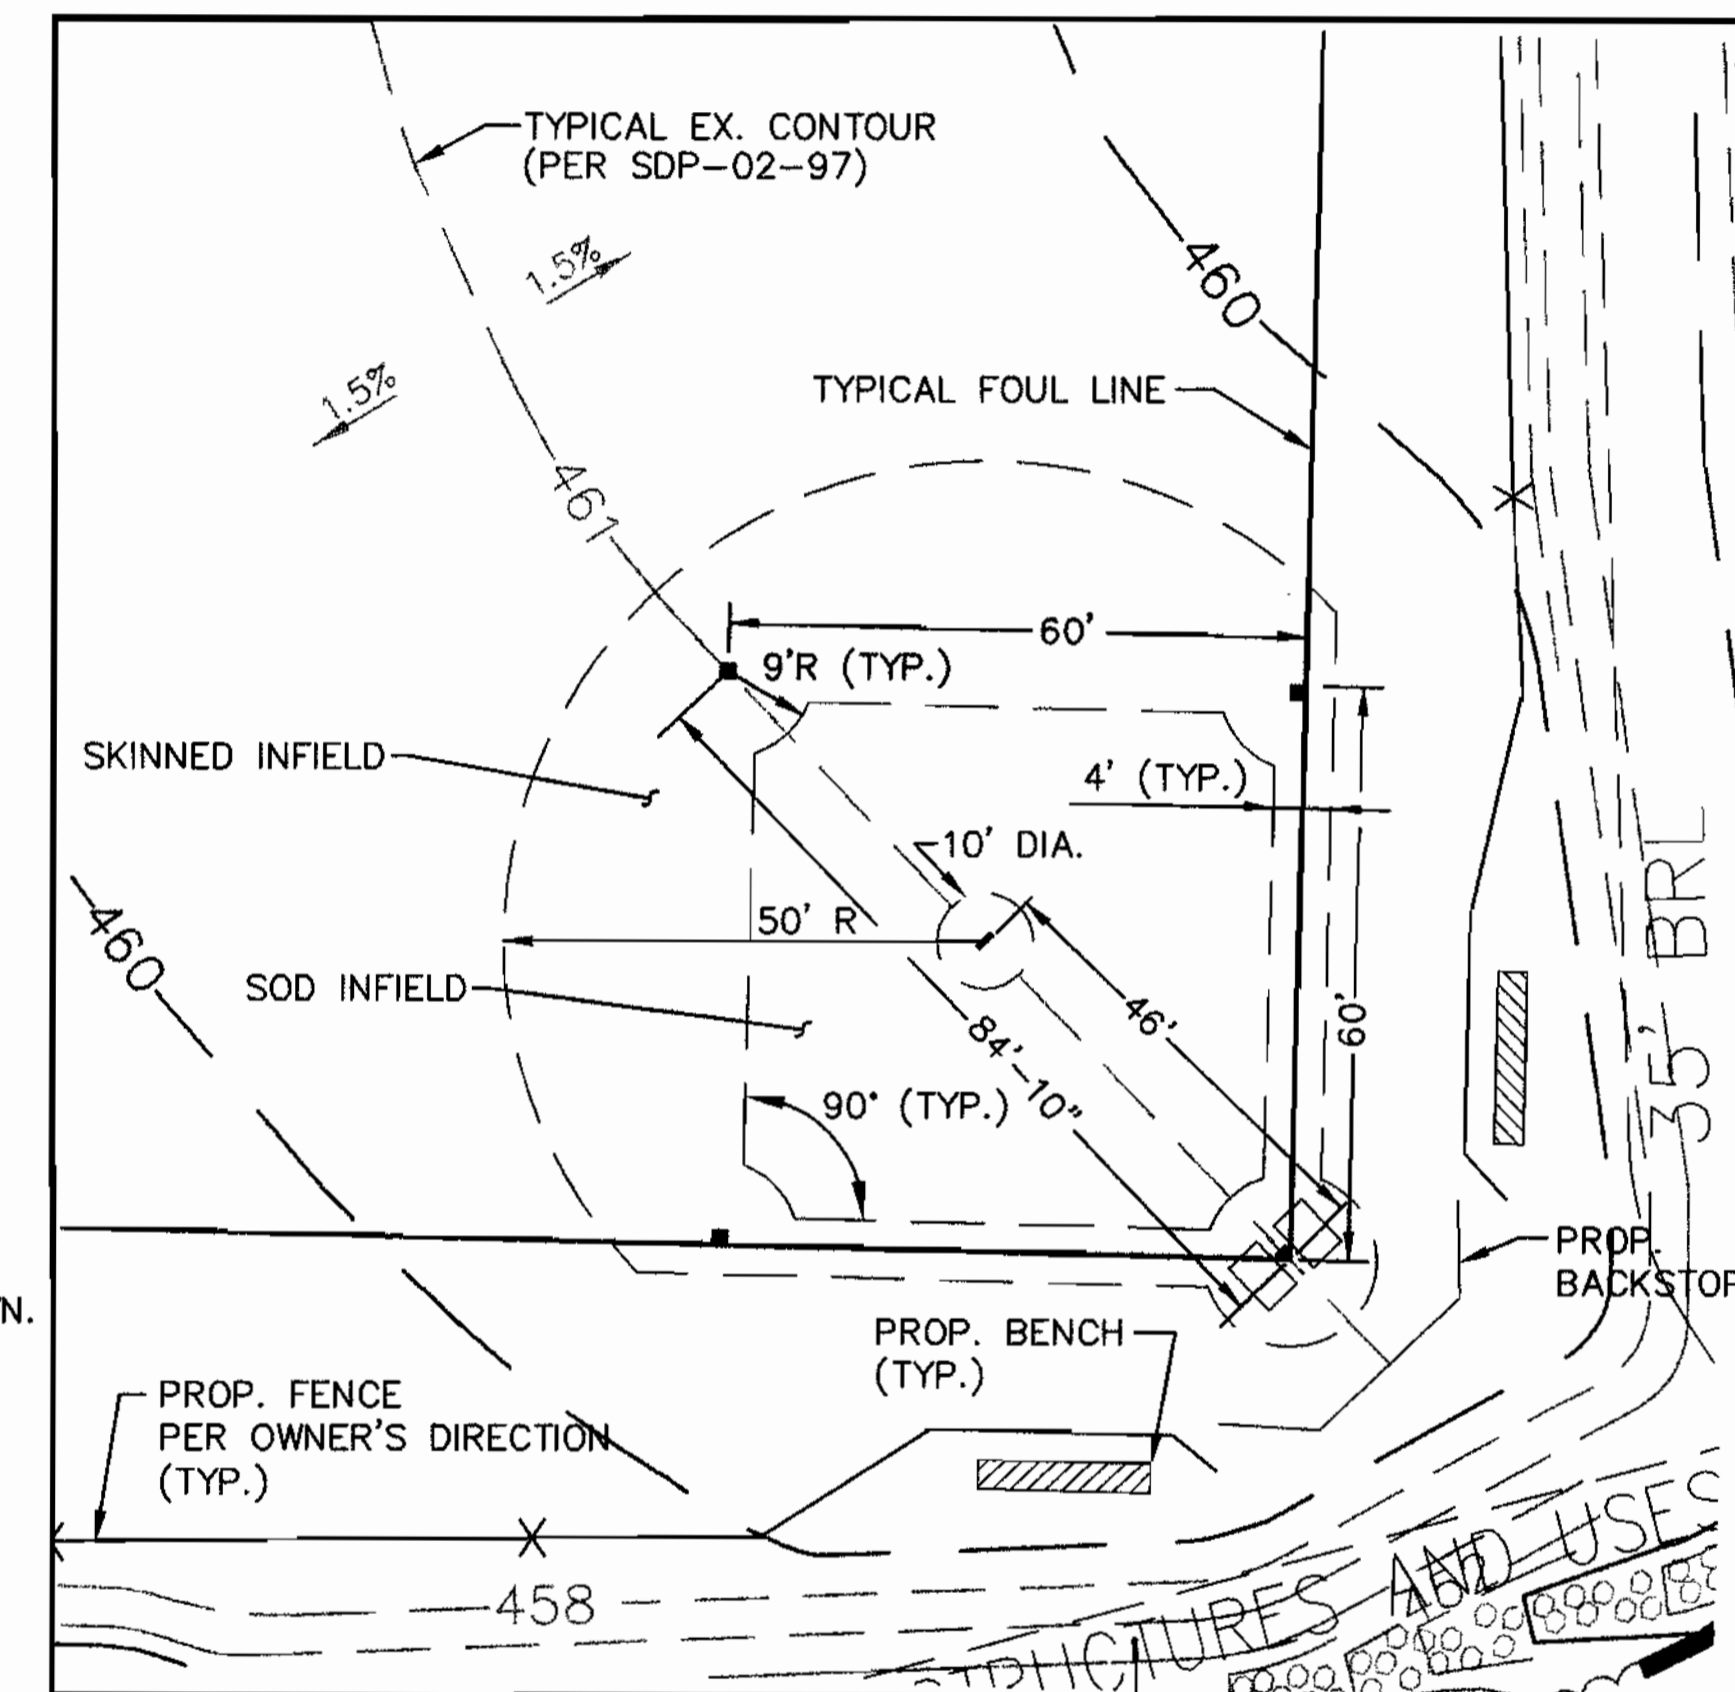 TYPICAL EX. CONTOUR
(PER SDP-02-97)
1.5%
460
1.5%
TYPICAL FOUL LINE
461
60'
9'R (TYP.)
SKINNED INFIELD
4' (TYP.)
10' DIA.
35' BRL
460
50' R
SOD INFIELD
46'
60'
84'-10"
90° (TYP.)
PROP.
BACKSTOP
N.
PROP. BENCH
(TYP.)
PROP. FENCE
PER OWNER'S DIRECTION
(TYP.)
458
STRUCTURES AND USES
462